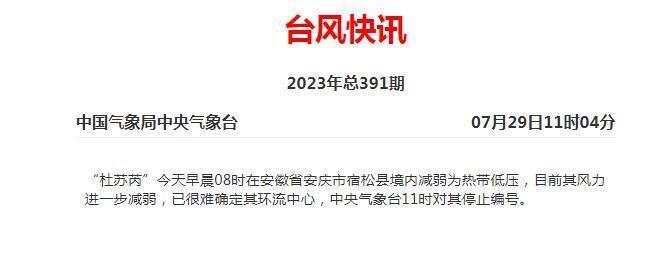 台风快讯
2023年总391期
中国气象局中央气象台 07月29日11时04分
“杜苏芮”今天早晨08时在安徽省安庆市宿松县境内减弱为热带低压，目前其风力
进一步减弱，已很难确定其环流中心，中央气象台11时对其停止编号。